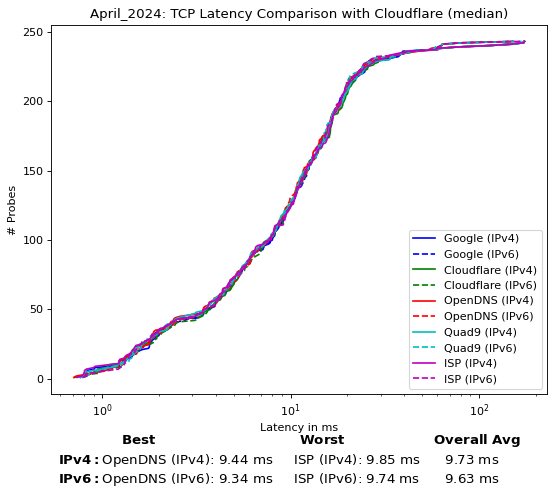 April_2024: TCP Latency Comparison with Cloudflare (median)
250
200
150
100
50
0
# Probes
Google (IPv4)
Google (IPv6)
Cloudflare (IPv4)
Cloudflare (IPv6)
OpenDNS (IPv4)
OpenDNS (IPv6)
Quad9 (IPv4)
Quad9 (IPv6)
ISP (IPv4)
ISP (IPv6)
10⁰ 10¹ 10²
Latency in ms
Best Worst Overall Avg
IPv4: OpenDNS (IPv4): 9.44 ms ISP (IPv4): 9.85 ms 9.73 ms
IPv6: OpenDNS (IPv6): 9.34 ms ISP (IPv6): 9.74 ms 9.63 ms